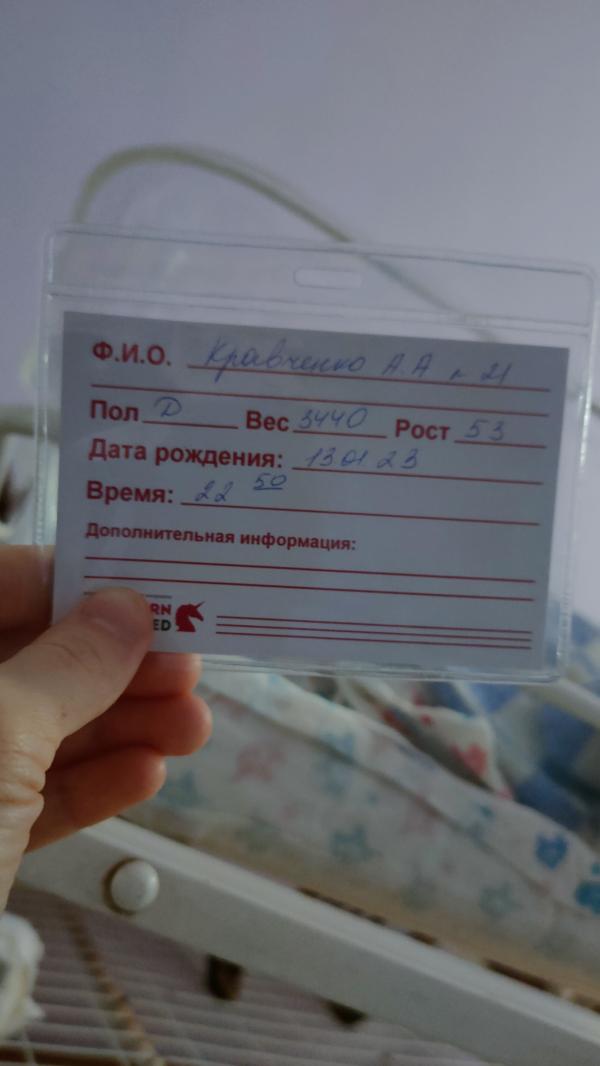 Ф.И.О. Кравченко А.А п 21
Пол Д Вес 3440 Рост 53
Дата рождения: 13 01 23
Время: 22 50
Дополнительная информация: